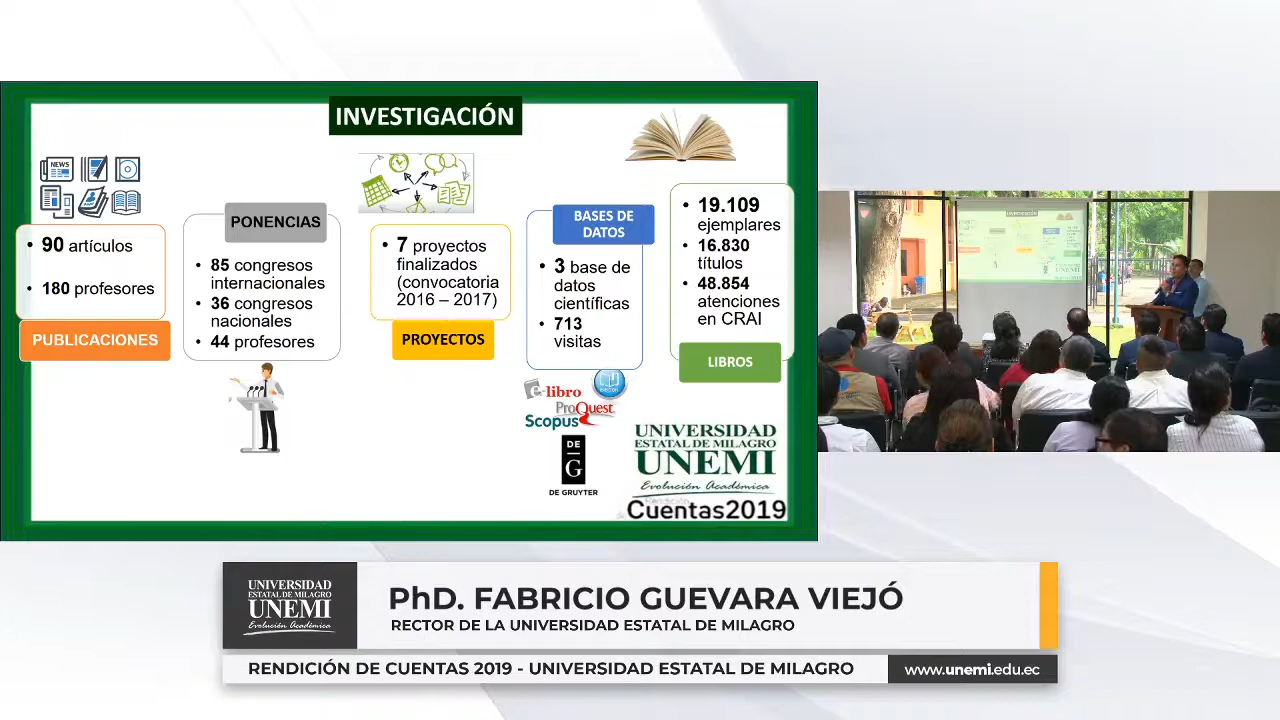 INVESTIGACIÓN
NEWS
• 90 artículos
• 180 profesores
PUBLICACIONES
PONENCIAS
• 85 congresos
internacionales
• 36 congresos
nacionales
• 44 profesores
• 7 proyectos
finalizados
(convocatoria
2016 – 2017)
PROYECTOS
BASES DE
DATOS
• 3 base de
datos
científicas
• 713
visitas
e-libro
ProQuest
Scopus
DE
G
DE GRUYTER
• 19.109
ejemplares
• 16.830
títulos
• 48.854
atenciones
en CRAI
LIBROS
UNIVERSIDAD
ESTATAL DE MILAGRO
UNEMI
Evolución Académica
Rendición
Cuentas2019
UNIVERSIDAD
ESTATAL DE MILAGRO
UNEMI
Evolución Académica
PhD. FABRICIO GUEVARA VIEJÓ
RECTOR DE LA UNIVERSIDAD ESTATAL DE MILAGRO
RENDICIÓN DE CUENTAS 2019 - UNIVERSIDAD ESTATAL DE MILAGRO
www.unemi.edu.ec